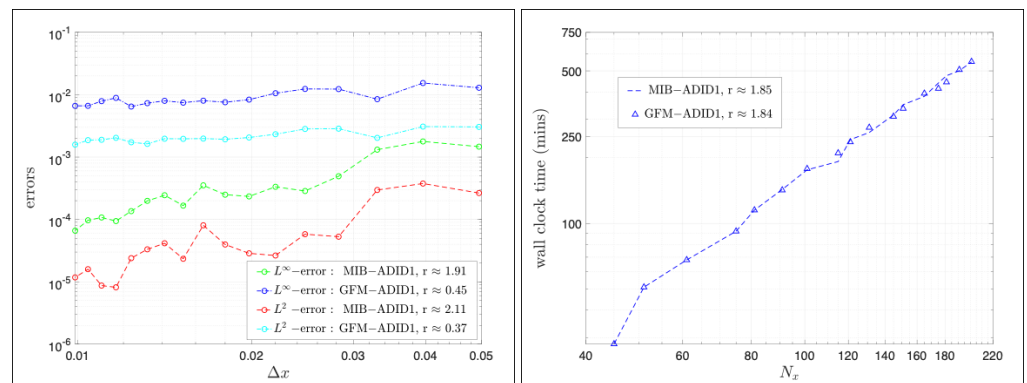 10⁻¹
10⁻²
10⁻³
10⁻⁴
10⁻⁵
10⁻⁶
errors
L^∞−error : MIB−ADID1, r ≈ 1.91
L^∞−error : GFM−ADID1, r ≈ 0.45
L² −error : MIB−ADID1, r ≈ 2.11
L² −error : GFM−ADID1, r ≈ 0.37
0.01 0.02 0.03 0.04 0.05
Δx
750
500
250
100
wall clock time (mins)
MIB−ADID1, r ≈ 1.85
GFM−ADID1, r ≈ 1.84
40 60 80 100 120 140 160 180 220
Nₓ